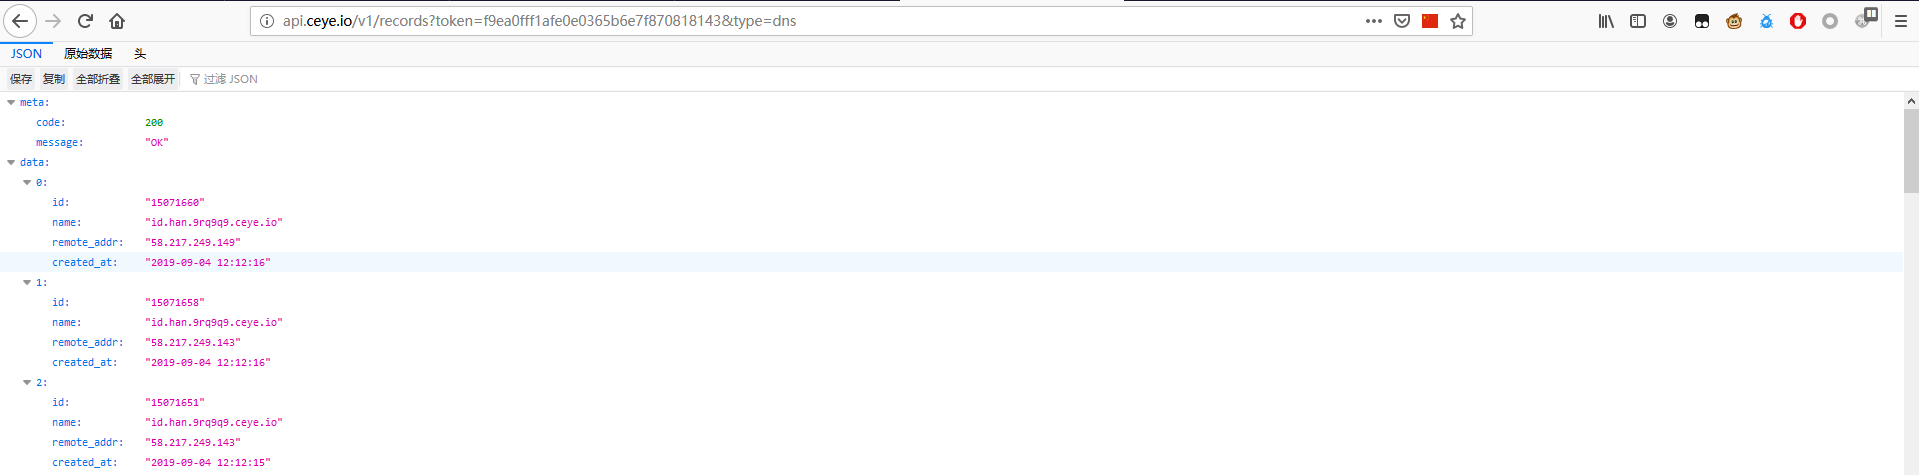 api.ceye.io/v1/records?token=f9ea0fff1afe0e0365b6e7f870818143&type=dns
JSON 原始数据 头
保存 复制 全部折叠 全部展开 过滤 JSON
meta:
code: 200
message: "OK"
data:
0:
id: "15071660"
name: "id.han.9rq9q9.ceye.io"
remote_addr: "58.217.249.149"
created_at: "2019-09-04 12:12:16"
1:
id: "15071658"
name: "id.han.9rq9q9.ceye.io"
remote_addr: "58.217.249.143"
created_at: "2019-09-04 12:12:16"
2:
id: "15071651"
name: "id.han.9rq9q9.ceye.io"
remote_addr: "58.217.249.143"
created_at: "2019-09-04 12:12:15"